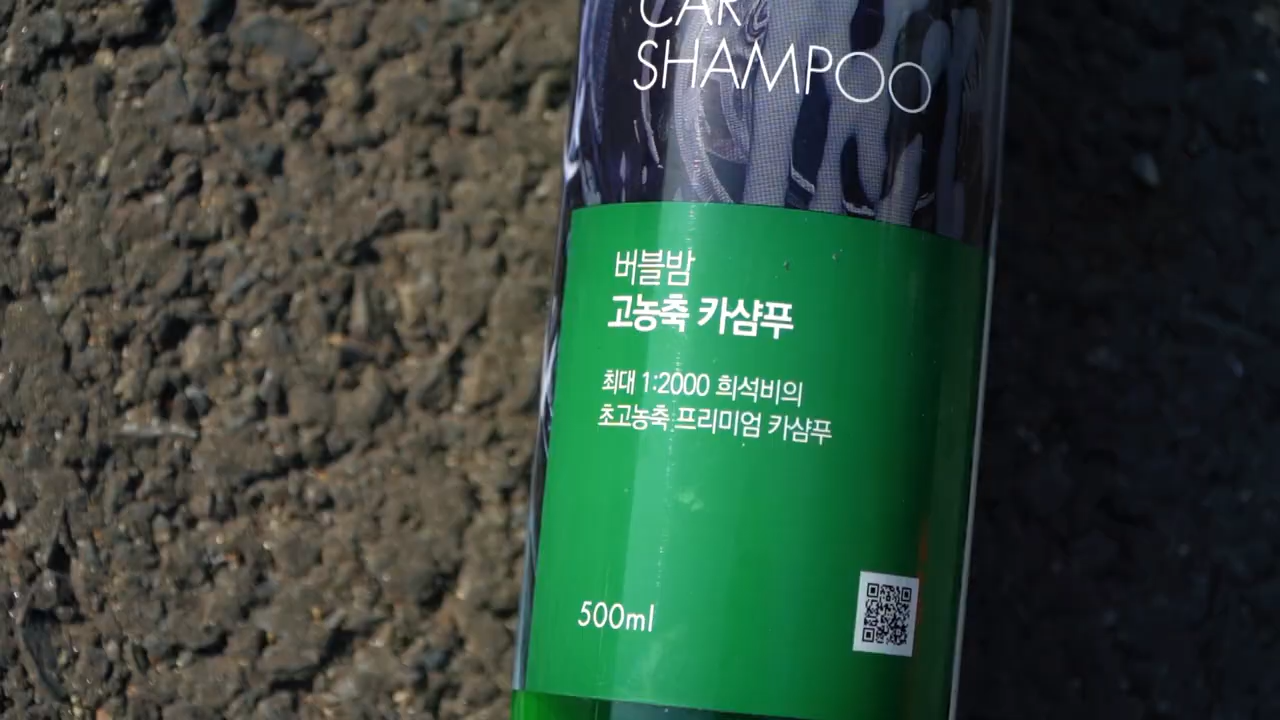 CAR
SHAMPOO
버블밤
고농축 카샴푸
최대 1:2000 희석비의
초고농축 프리미엄 카샴푸
500ml